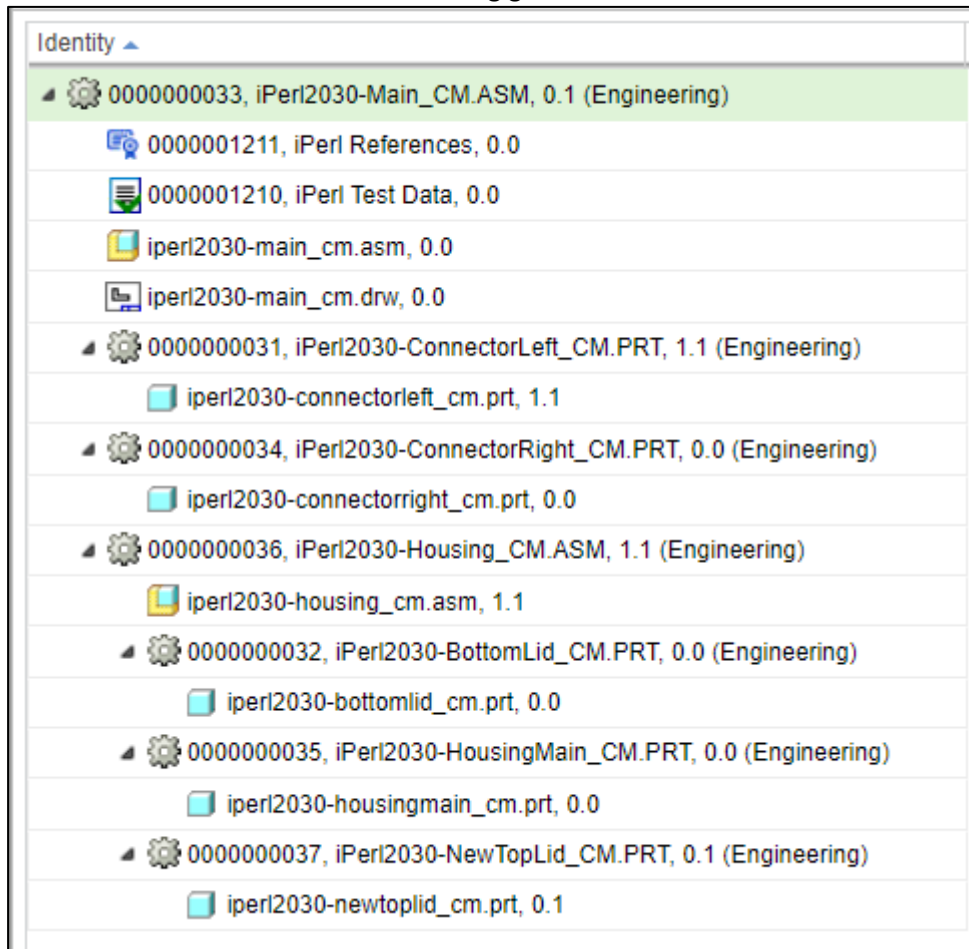 Identity
0000000033, iPerl2030-Main_CM.ASM, 0.1 (Engineering)
0000001211, iPerl References, 0.0
0000001210, iPerl Test Data, 0.0
iperl2030-main_cm.asm, 0.0
iperl2030-main_cm.drw, 0.0
0000000031, iPerl2030-ConnectorLeft_CM.PRT, 1.1 (Engineering)
iperl2030-connectorleft_cm.prt, 1.1
0000000034, iPerl2030-ConnectorRight_CM.PRT, 0.0 (Engineering)
iperl2030-connectorright_cm.prt, 0.0
0000000036, iPerl2030-Housing_CM.ASM, 1.1 (Engineering)
iperl2030-housing_cm.asm, 1.1
0000000032, iPerl2030-BottomLid_CM.PRT, 0.0 (Engineering)
iperl2030-bottomlid_cm.prt, 0.0
0000000035, iPerl2030-HousingMain_CM.PRT, 0.0 (Engineering)
iperl2030-housingmain_cm.prt, 0.0
0000000037, iPerl2030-NewTopLid_CM.PRT, 0.1 (Engineering)
iperl2030-newtoplid_cm.prt, 0.1